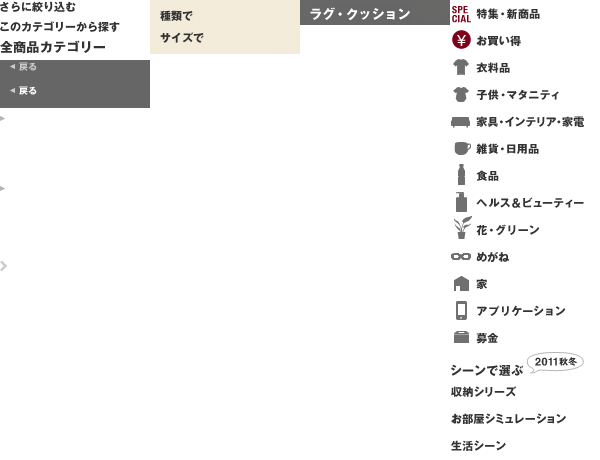 さらに絞り込む
このカテゴリーから探す
全商品カテゴリー
◀ 戻る
◀ 戻る
種類で
サイズで
ラグ・クッション
SPE
CIAL 特集・新商品
¥ お買い得
衣料品
子供・マタニティ
家具・インテリア・家電
雑貨・日用品
食品
ヘルス&ビューティー
花・グリーン
めがね
家
アプリケーション
募金
シーンで選ぶ 2011秋冬
収納シリーズ
お部屋シミュレーション
生活シーン